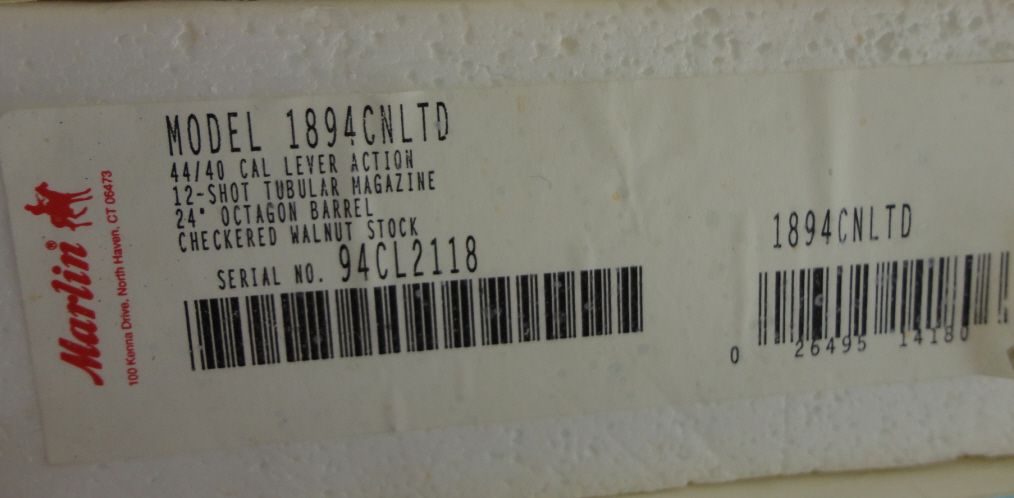 Marlin®
100 Kenna Drive, North Haven, CT 06473
MODEL 1894CNLTD
44/40 CAL LEVER ACTION
12-SHOT TUBULAR MAGAZINE
24" OCTAGON BARREL
CHECKERED WALNUT STOCK
SERIAL NO. 94CL2118
1894CNLTD
0 26495 14180